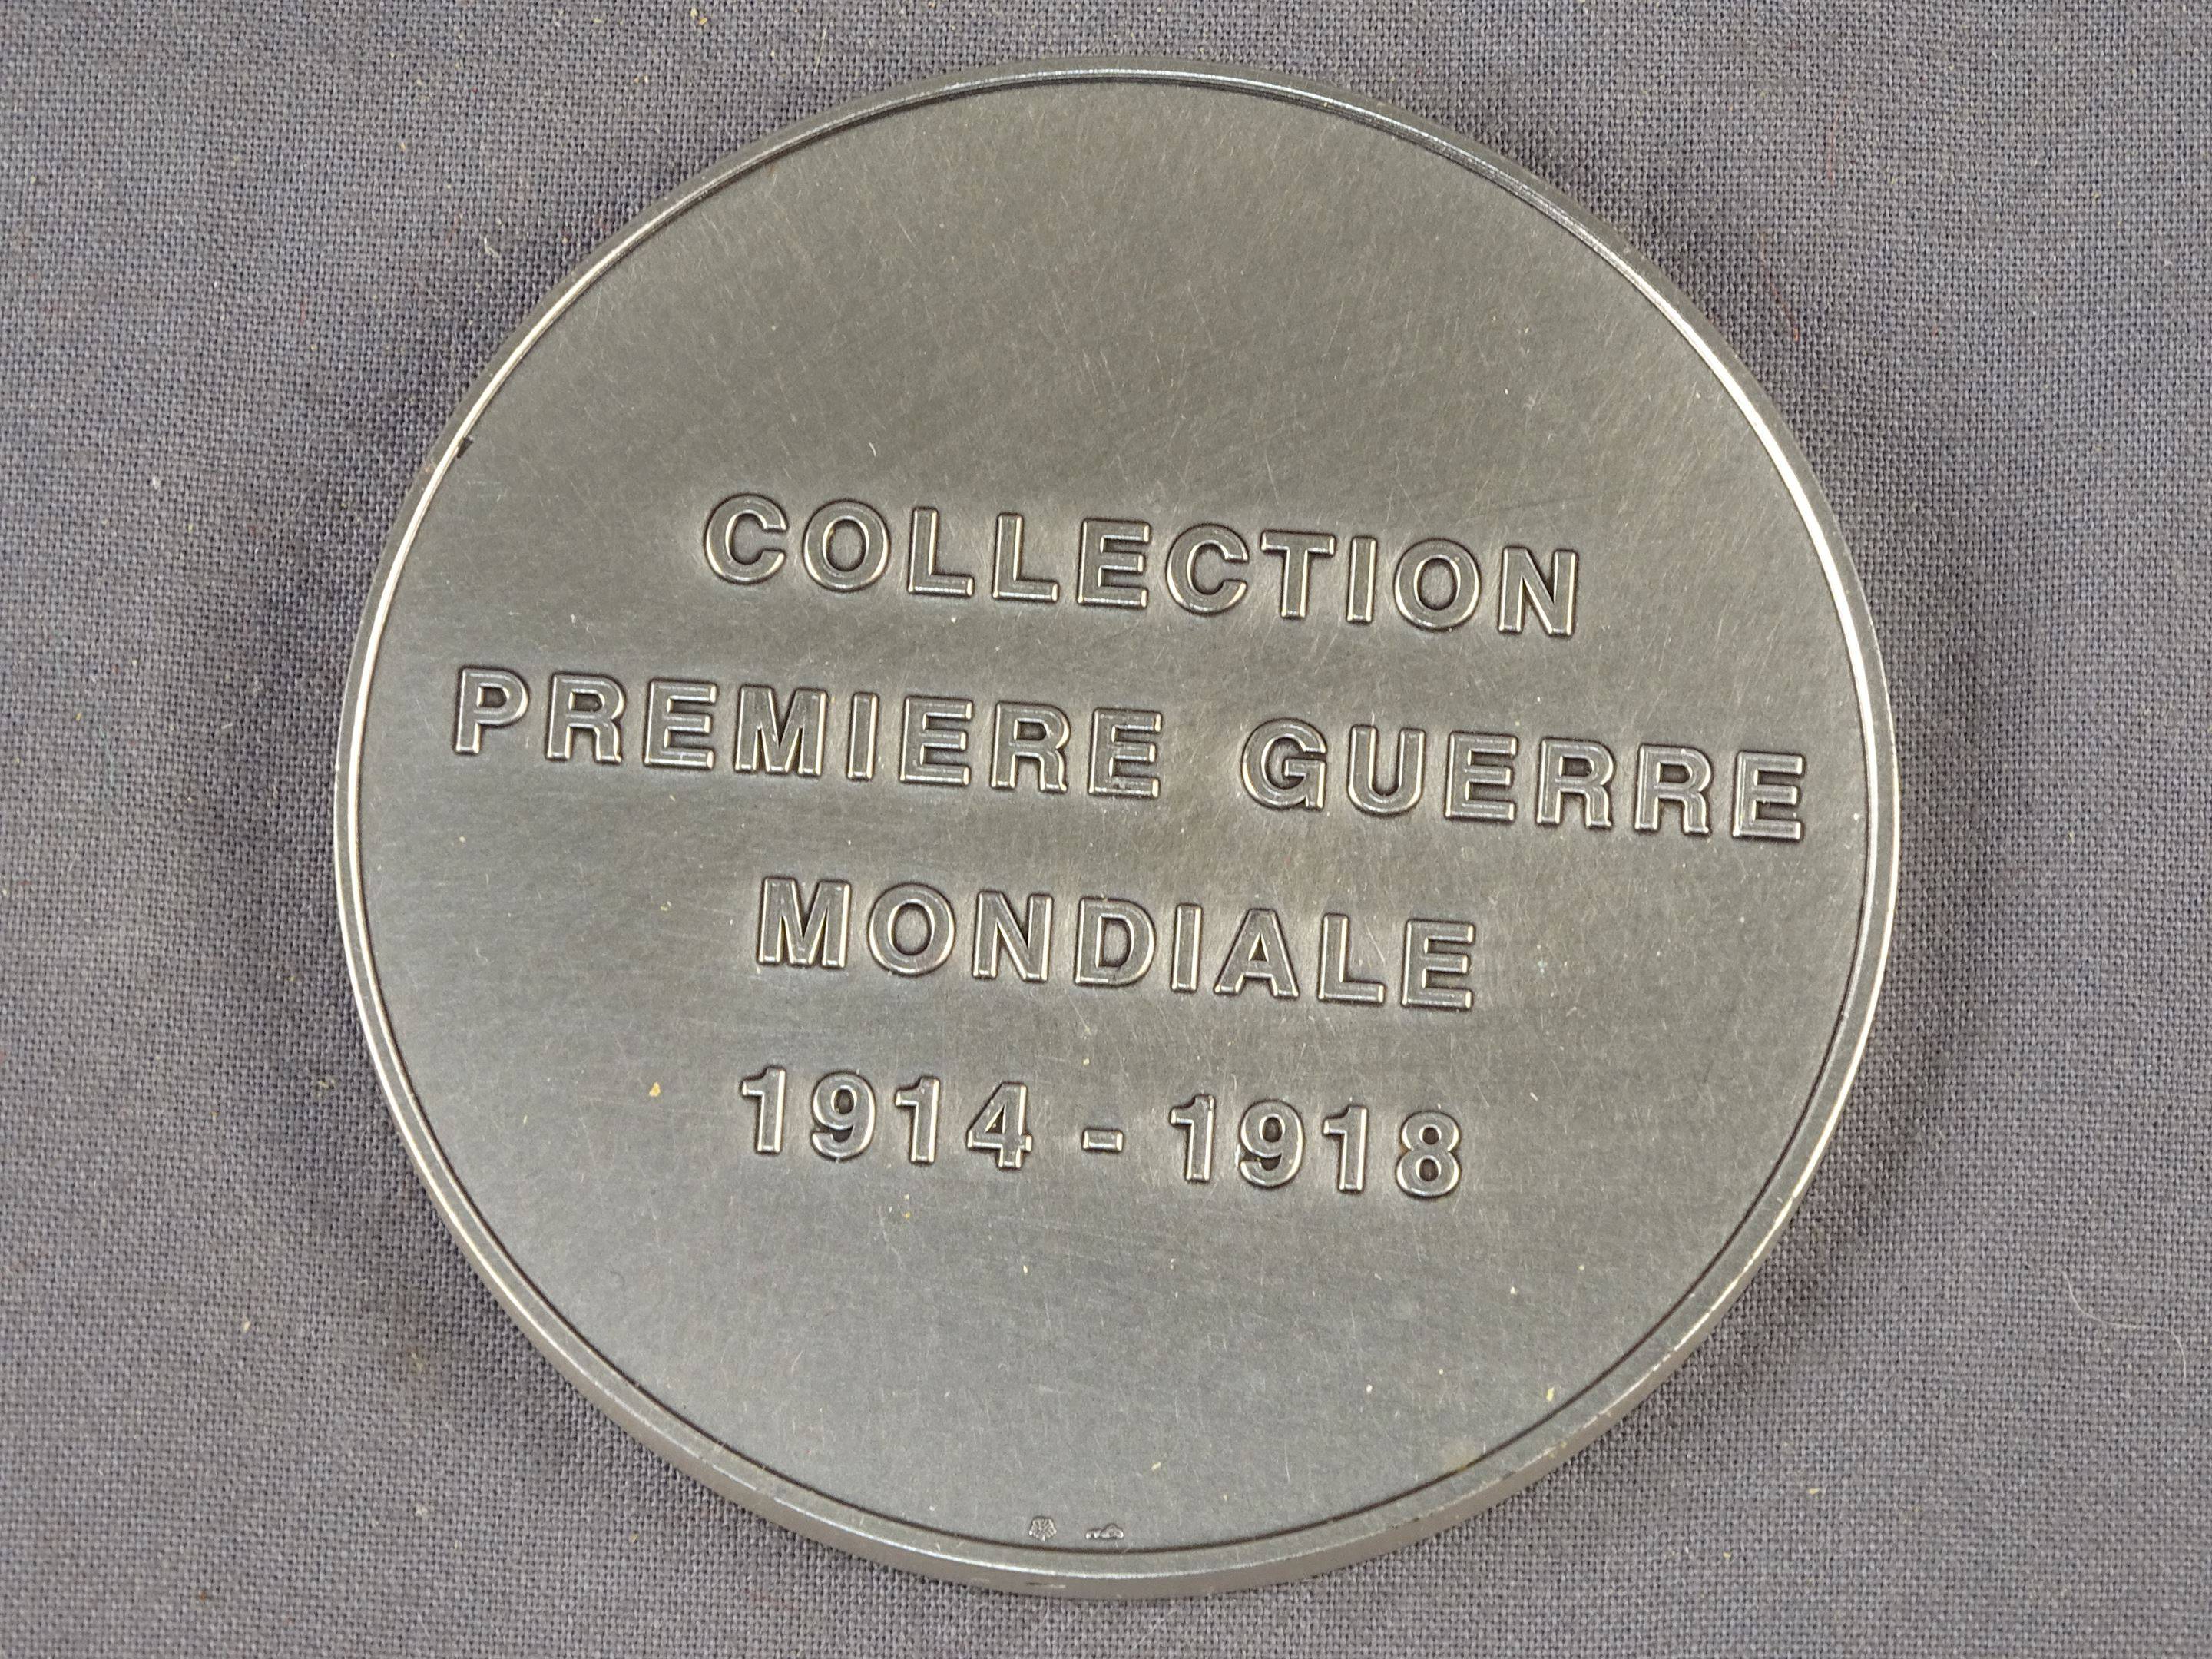 COLLECTION
PREMIERE GUERRE
MONDIALE
1914 - 1918